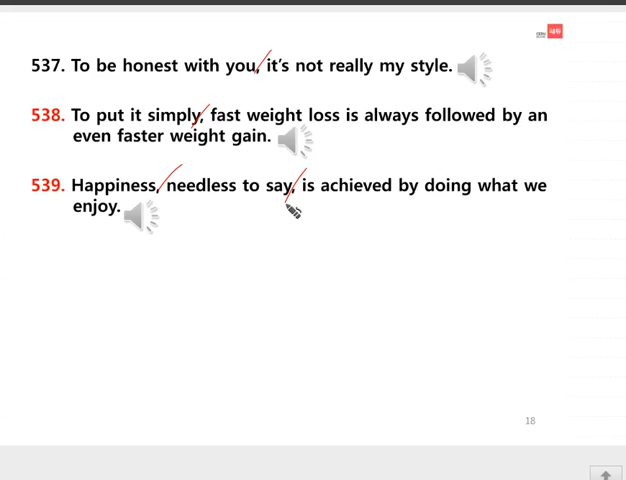 쎄듀
537. To be honest with you, it's not really my style.
538. To put it simply, fast weight loss is always followed by an
even faster weight gain.
539. Happiness, needless to say, is achieved by doing what we
enjoy.
18